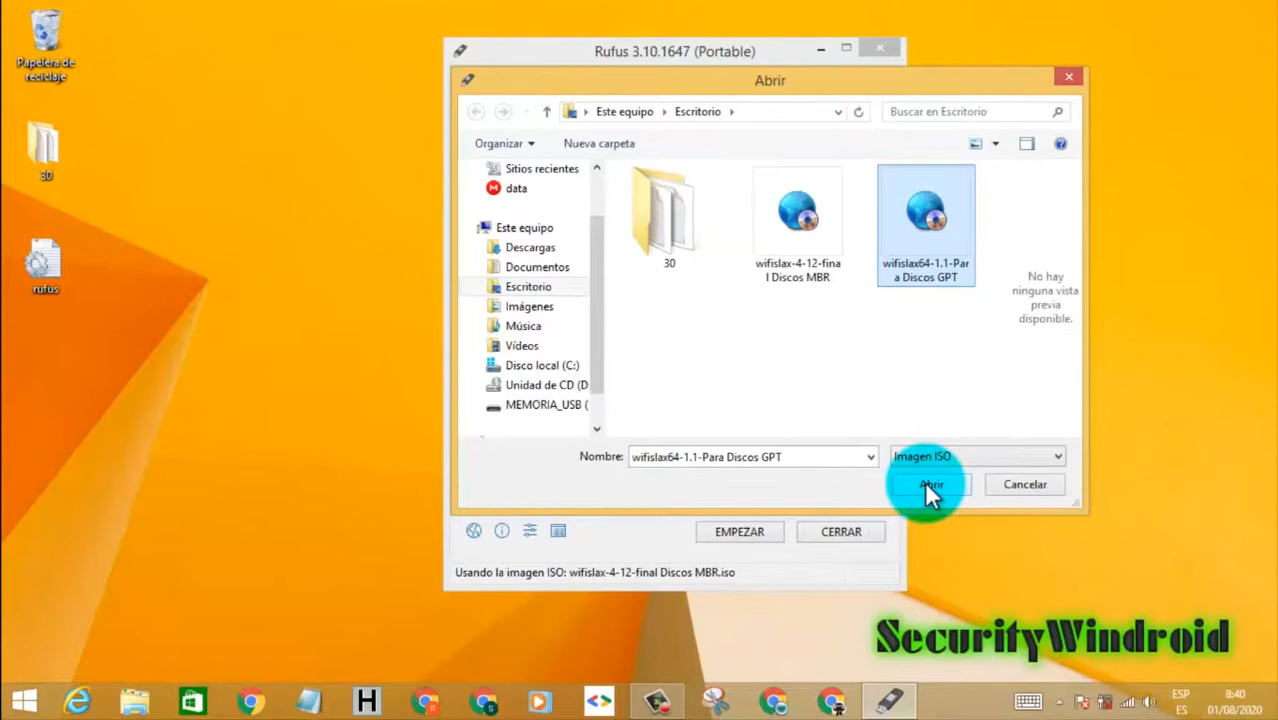 Papelera de
reciclaje
30
rufus
Rufus 3.10.1647 (Portable)
Abrir
Este equipo
Escritorio
Buscar en Escritorio
Organizar
Nueva carpeta
Sitios recientes
data
Este equipo
Descargas
Documentos
Escritorio
Imágenes
Música
Vídeos
Disco local (C:)
Unidad de CD (D
MEMORIA_USB (
30
wifislax-4-12-fina
l Discos MBR
wifislax64-1.1-Par
a Discos GPT
No hay
ninguna vista
previa
disponible.
Nombre:
wifislax64-1.1-Para Discos GPT
Imagen ISO
Abrir
Cancelar
EMPEZAR
CERRAR
Usando la imagen ISO: wifislax-4-12-final Discos MBR.iso
SecurityWindroid
H
ESP
ES
8:40
01/08/2020